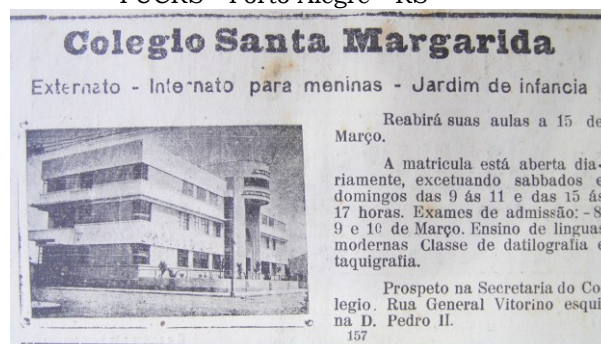 PUCRS – Porto Alegre – RS
Colegio Santa Margarida
Externato - Internato para meninas - Jardim de infancia
Reabirá suas aulas a 15 de
Março.
A matricula está aberta dia-
riamente, excetuando sabbados e
domingos das 9 ás 11 e das 15 ás
17 horas. Exames de admissão: - 8
9 e 10 de Março. Ensino de linguas
modernas Classe de datilografia e
taquigrafia.
Prospeto na Secretaria do Co
legio. Rua General Vitorino esqui
na D. Pedro II.
157